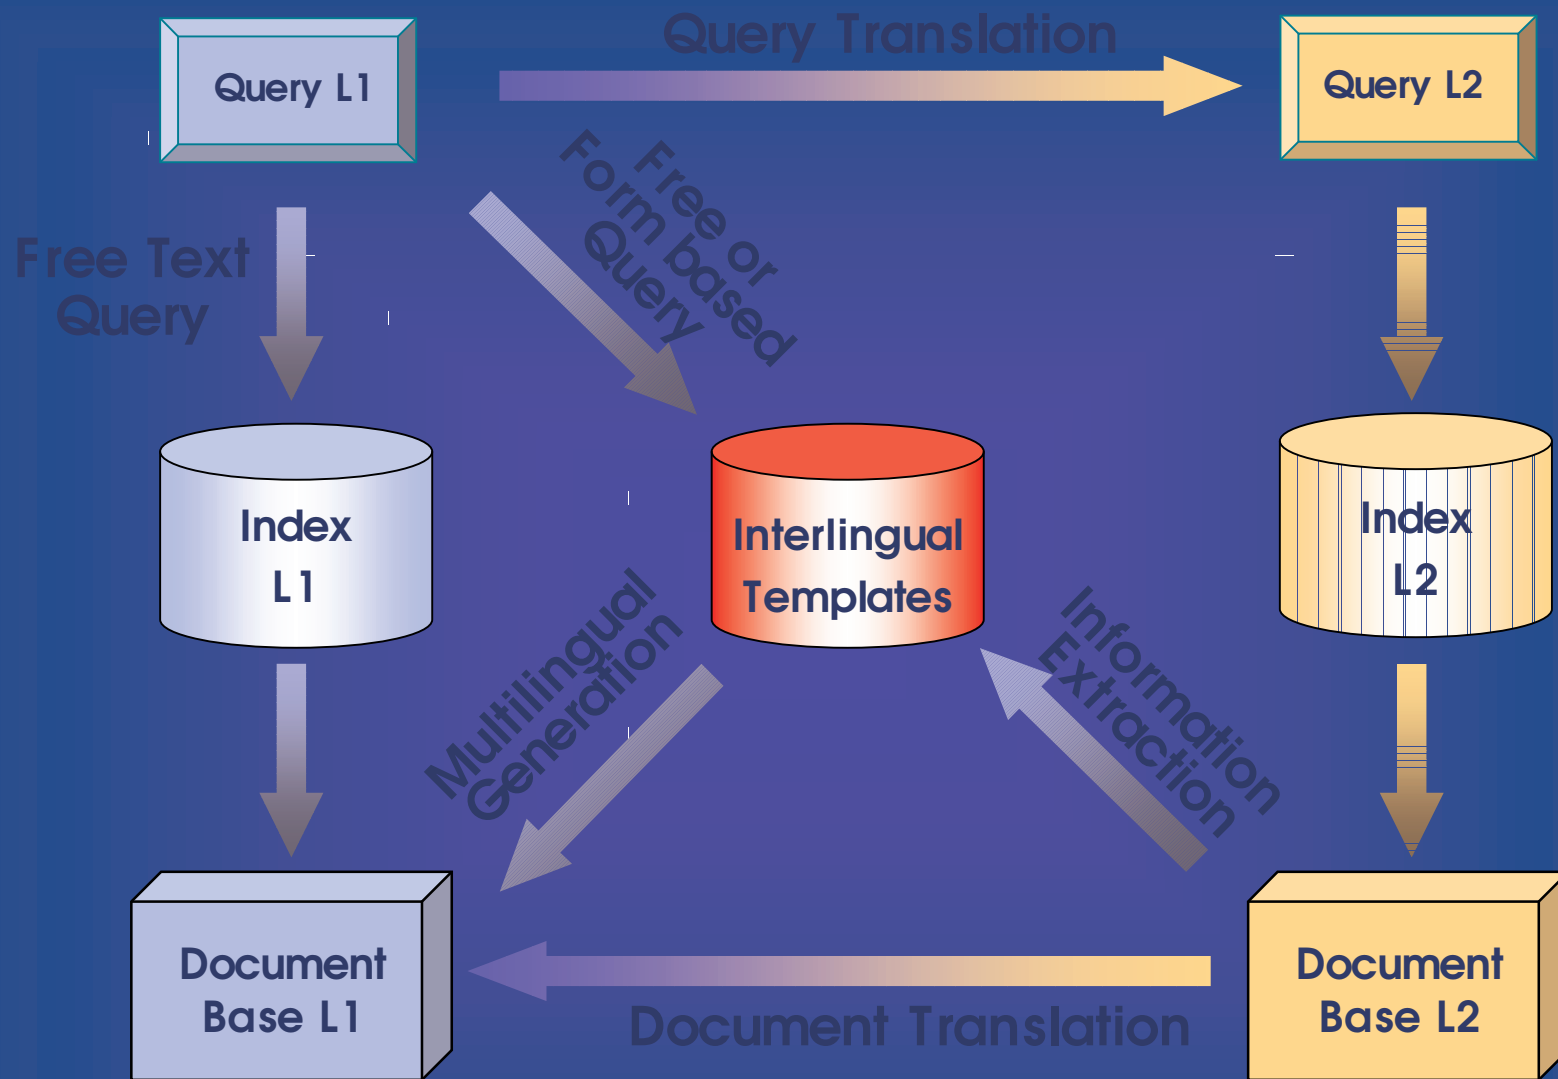 Query Translation
Query L1
Query L2
Free or
Form based
Query
Free Text
Query
Index
L1
Interlingual
Templates
Index
L2
Multilingual
Generation
Information
Extraction
Document
Base L1
Document
Base L2
Document Translation